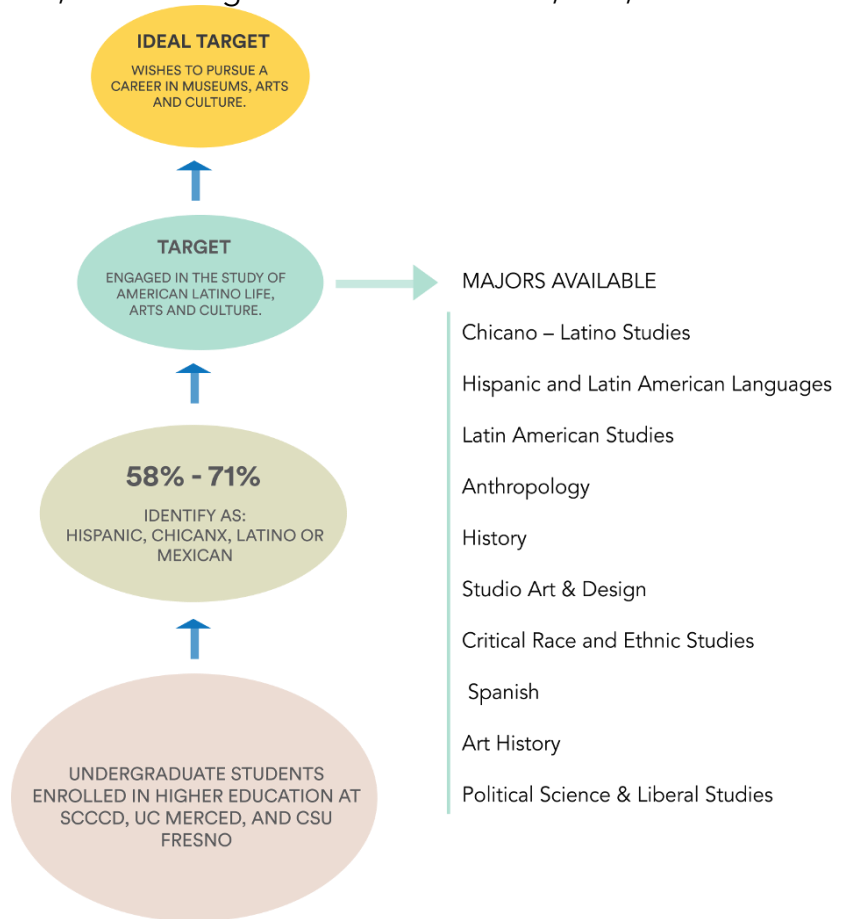 IDEAL TARGET
WISHES TO PURSUE A
CAREER IN MUSEUMS, ARTS
AND CULTURE.
TARGET
ENGAGED IN THE STUDY OF
AMERICAN LATINO LIFE,
ARTS AND CULTURE.
58% - 71%
IDENTIFY AS:
HISPANIC, CHICANX, LATINO OR
MEXICAN
UNDERGRADUATE STUDENTS
ENROLLED IN HIGHER EDUCATION AT
SCCCD, UC MERCED, AND CSU
FRESNO
MAJORS AVAILABLE
Chicano – Latino Studies
Hispanic and Latin American Languages
Latin American Studies
Anthropology
History
Studio Art & Design
Critical Race and Ethnic Studies
Spanish
Art History
Political Science & Liberal Studies